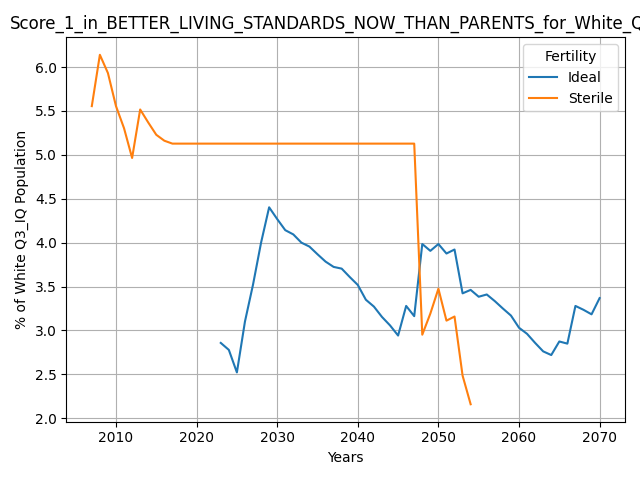 Score_1_in_BETTER_LIVING_STANDARDS_NOW_THAN_PARENTS_for_White_Q
Fertility
Ideal
Sterile
% of White Q3_IQ Population
6.0
5.5
5.0
4.5
4.0
3.5
3.0
2.5
2.0
2010 2020 2030 2040 2050 2060 2070
Years